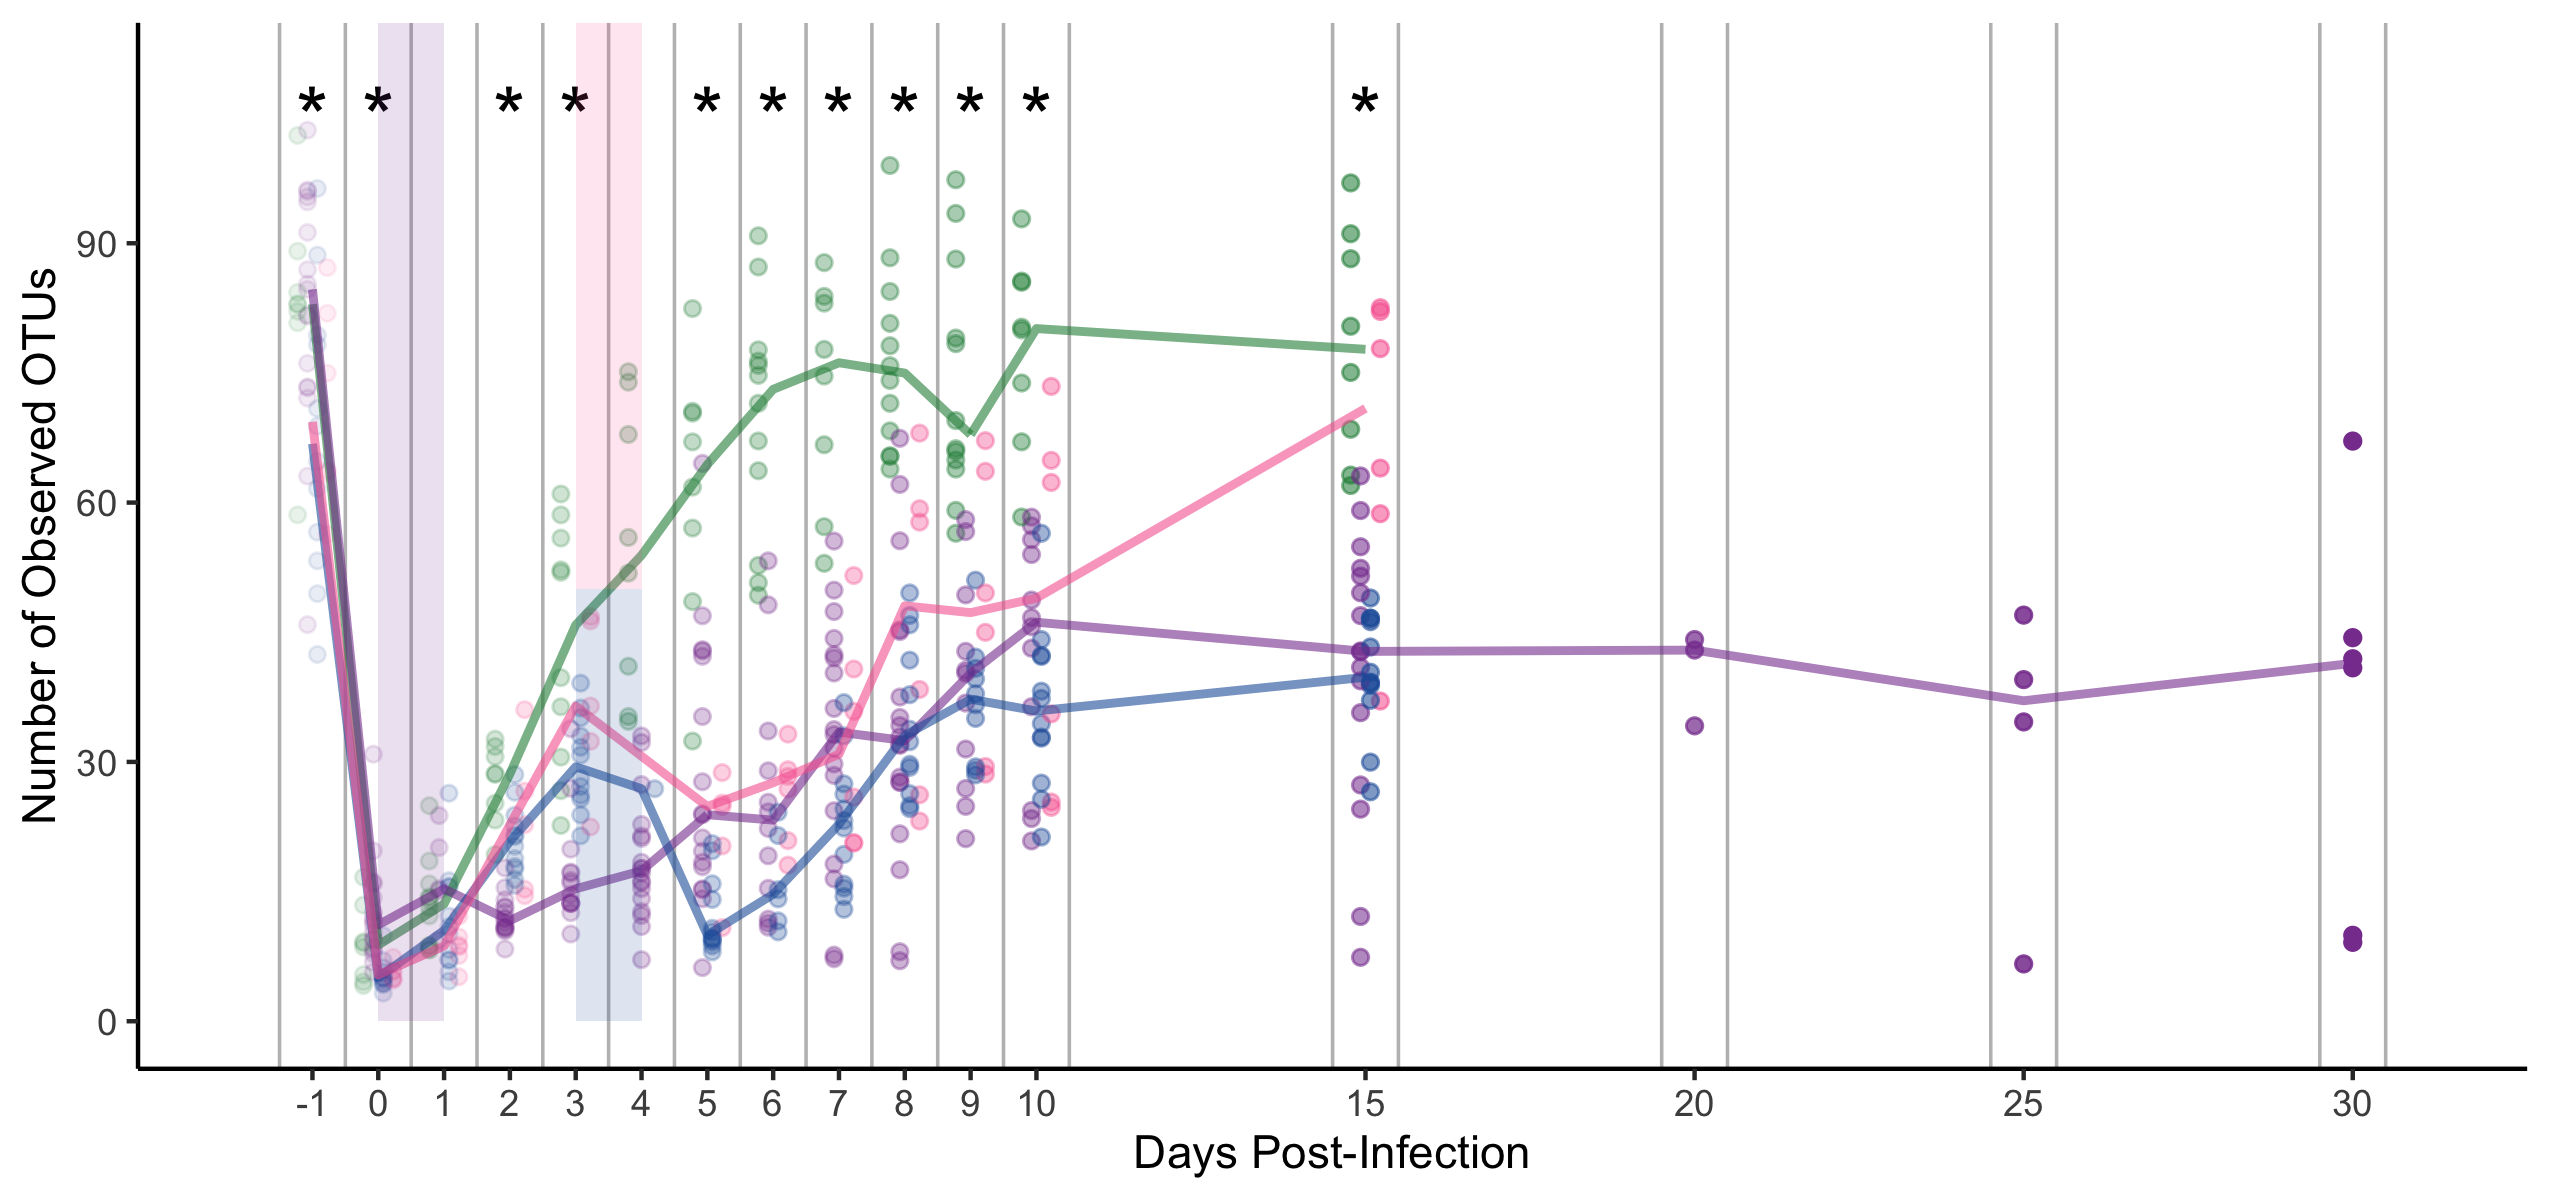 * * * * * * * * * * *
90
60
30
0
Number of Observed OTUs
-1 0 1 2 3 4 5 6 7 8 9 10 15 20 25 30
Days Post-Infection